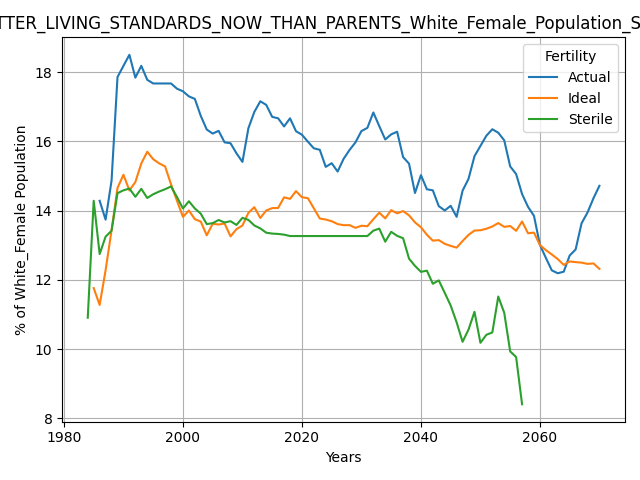 TTER_LIVING_STANDARDS_NOW_THAN_PARENTS_White_Female_Population_S
Fertility
Actual
Ideal
Sterile
% of White_Female Population
18
16
14
12
10
8
1980
2000
2020
2040
2060
Years